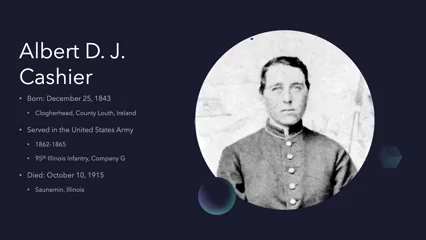 Albert D. J.
Cashier
• Born: December 25, 1843
• Clogherhead, County Louth, Ireland
• Served in the United States Army
• 1862-1865
• 95th Illinois Infantry, Company G
• Died: October 10, 1915
• Saunemin, Illinois